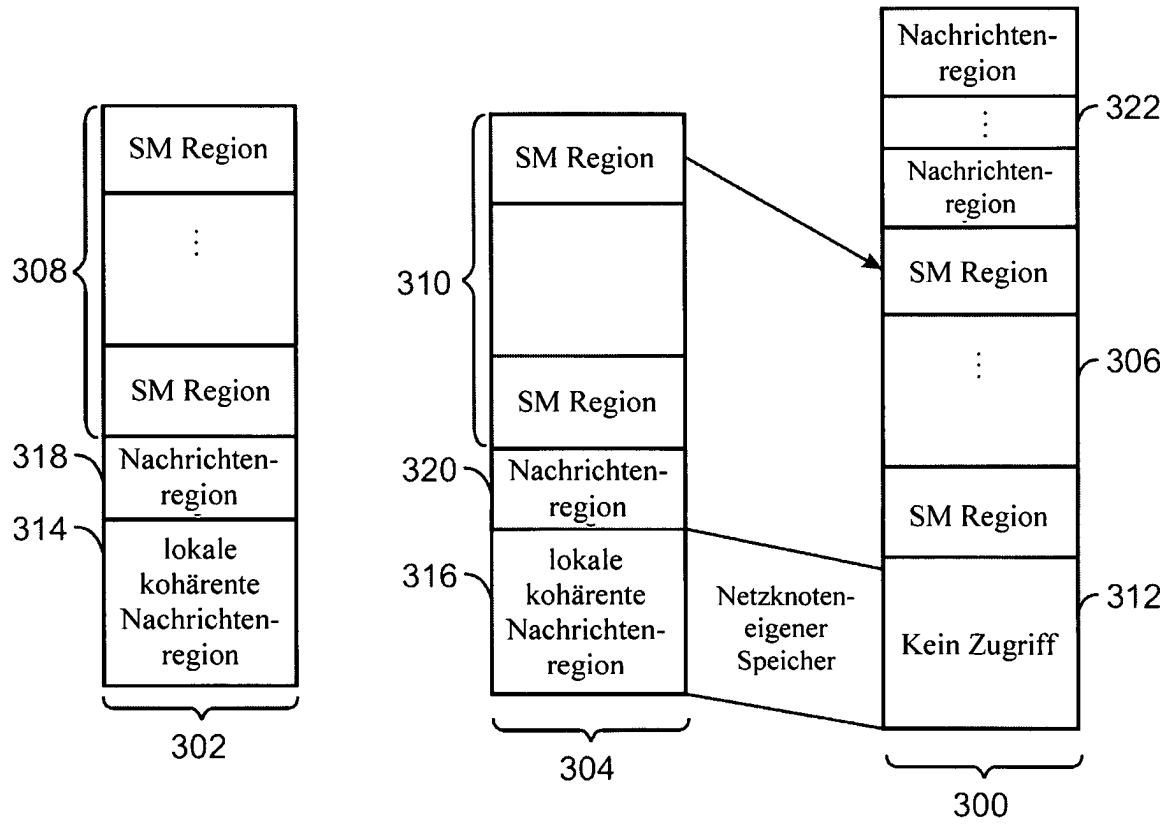 SM Region
⋮
SM Region
Nachrichten-
region
lokale
kohärente
Nachrichten-
region
308
318
314
302
SM Region
SM Region
Nachrichten-
region
lokale
kohärente
Nachrichten-
region
310
320
316
304
Netzknoten-
eigener
Speicher
Nachrichten-
region
⋮
Nachrichten-
region
SM Region
⋮
SM Region
Kein Zugriff
322
306
312
300